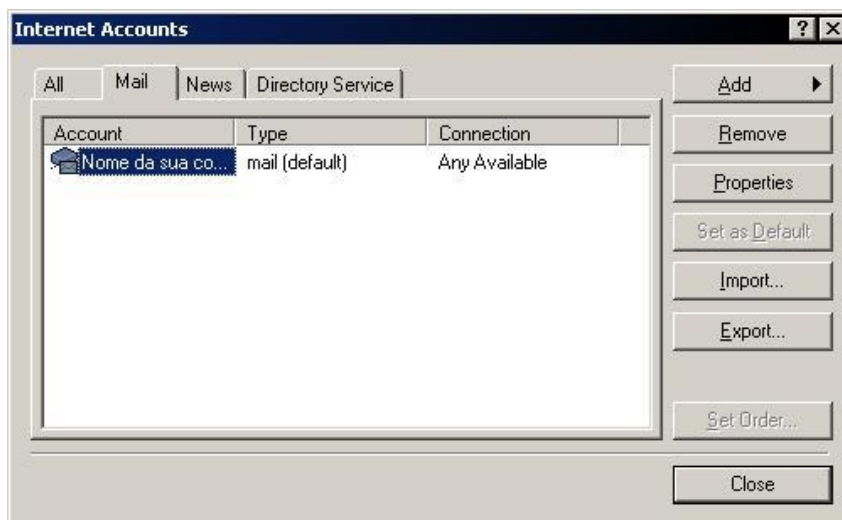 Internet Accounts
All Mail News Directory Service
Account Type Connection
Nome da sua co... mail (default) Any Available
Add
Remove
Properties
Set as Default
Import...
Export...
Set Order...
Close